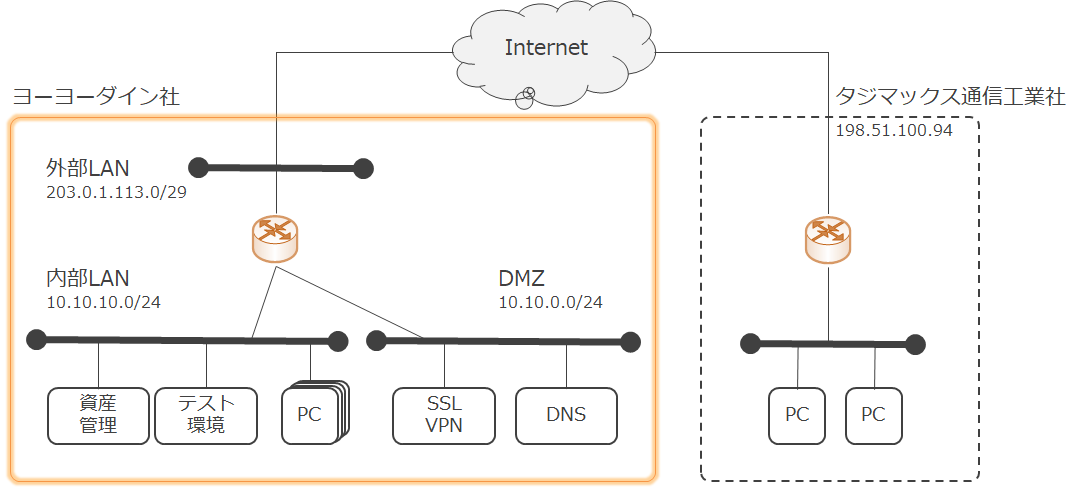 Internet
ヨーヨーダイン社
タジマックス通信工業社
198.51.100.94
外部LAN
203.0.1.113.0/29
内部LAN
10.10.10.0/24
DMZ
10.10.0.0/24
資産
管理
テスト
環境
PC
SSL
VPN
DNS
PC
PC